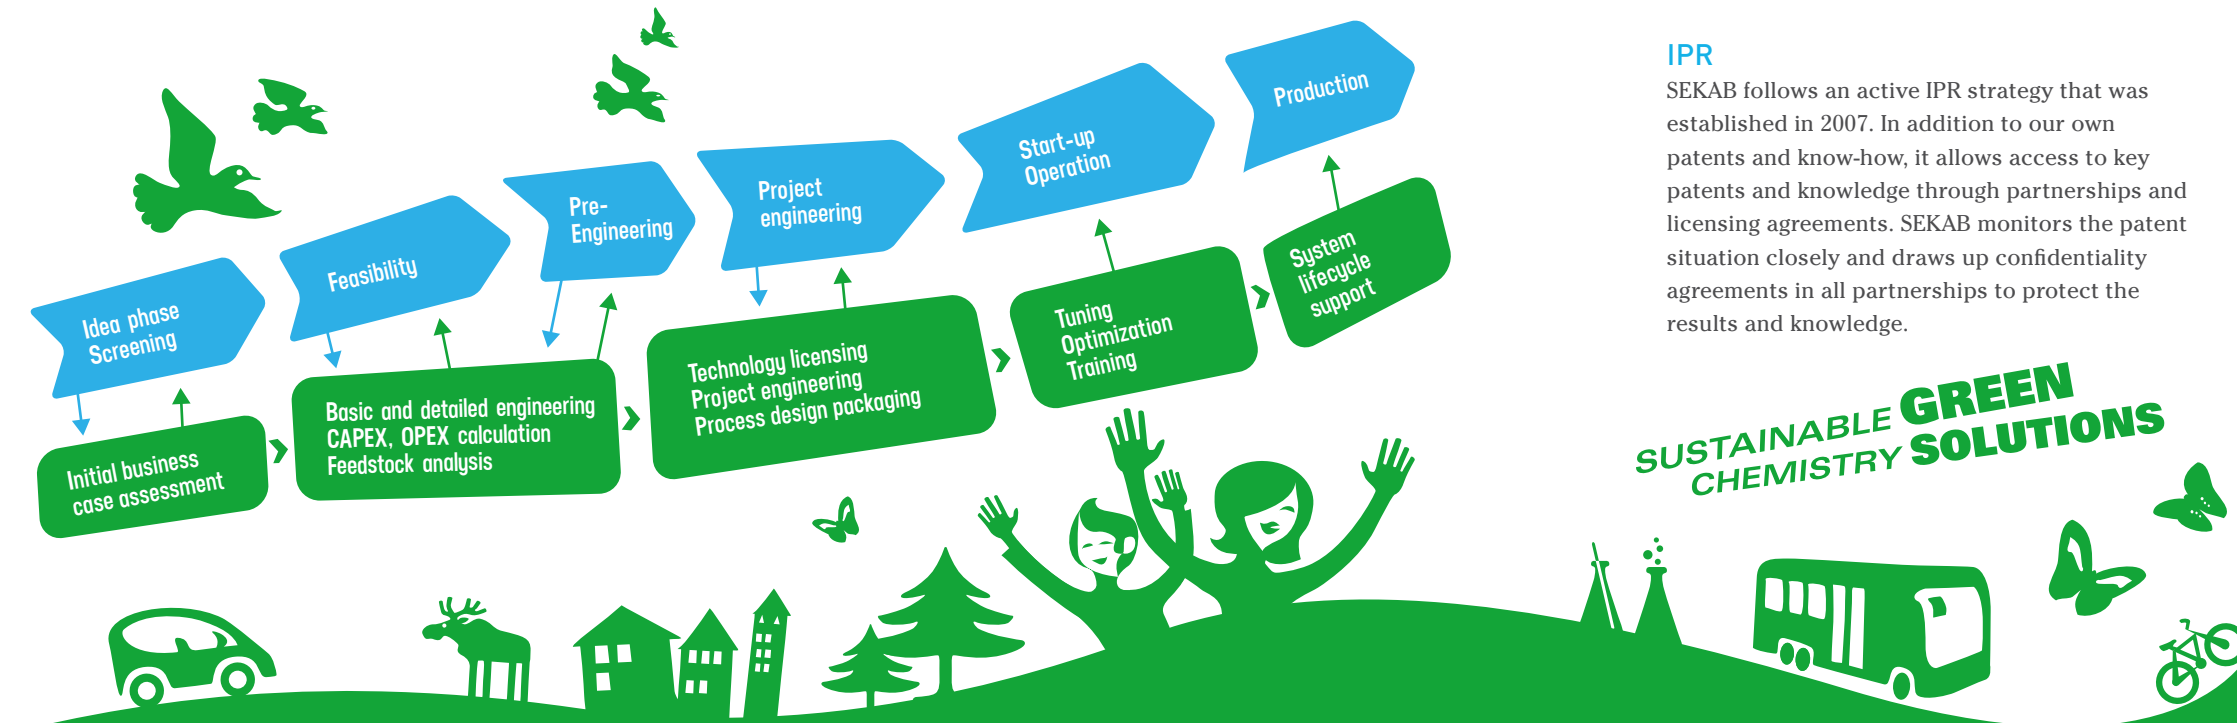 Idea phase
Screening
Feasibility
Pre-
Engineering
Project
engineering
Start-up
Operation
Production
Initial business
case assessment
Basic and detailed engineering
CAPEX, OPEX calculation
Feedstock analysis
Technology licensing
Project engineering
Process design packaging
Tuning
Optimization
Training
System
lifecycle
support
IPR
SEKAB follows an active IPR strategy that was
established in 2007. In addition to our own
patents and know-how, it allows access to key
patents and knowledge through partnerships and
licensing agreements. SEKAB monitors the patent
situation closely and draws up confidentiality
agreements in all partnerships to protect the
results and knowledge.
SUSTAINABLE GREEN
CHEMISTRY SOLUTIONS